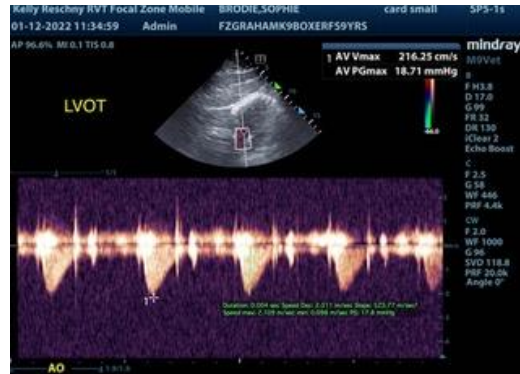 Kelly Reschny RVT Focal Zone Mobile BRODIE,SOPHIE card small SP5-1s
01-12-2022 11:34:59 Admin FZGRAHAMK9BOXERF59YRS
AP 96.6% MI 0.1 TIS 0.8
mindray
M9Vet
1 AV Vmax 216.25 cm/s
AV PGmax 18.71 mmHg
LVOT
B
F H3.8
D 17.0
G 99
FR 32
DR 130
iClear 2
Echo Boost
C
F 2.5
G 58
WF 446
PRF 4.4k
CW
F 2.0
WF 1000
G 96
SVD 118.8
PRF 20.0k
Angle 0°
1
AO